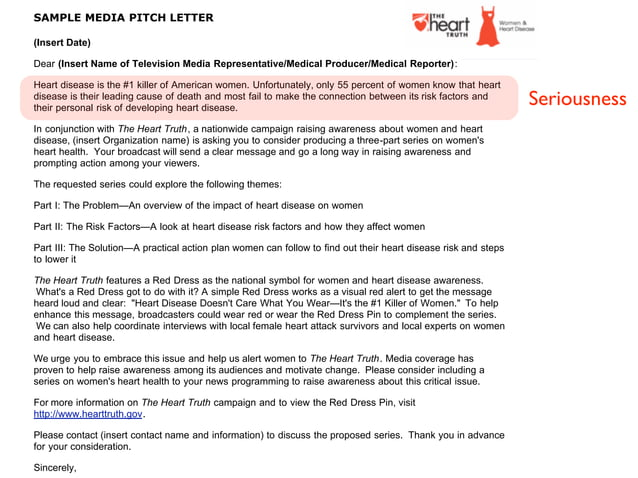 SAMPLE MEDIA PITCH LETTER
THE
heart
TRUTH
Women &
Heart Disease
(Insert Date)
Dear (Insert Name of Television Media Representative/Medical Producer/Medical Reporter):
Heart disease is the #1 killer of American women. Unfortunately, only 55 percent of women know that heart
disease is their leading cause of death and most fail to make the connection between its risk factors and
their personal risk of developing heart disease.
Seriousness
In conjunction with The Heart Truth, a nationwide campaign raising awareness about women and heart
disease, (insert Organization name) is asking you to consider producing a three-part series on women's
heart health. Your broadcast will send a clear message and go a long way in raising awareness and
prompting action among your viewers.
The requested series could explore the following themes:
Part I: The Problem—An overview of the impact of heart disease on women
Part II: The Risk Factors—A look at heart disease risk factors and how they affect women
Part III: The Solution—A practical action plan women can follow to find out their heart disease risk and steps
to lower it
The Heart Truth features a Red Dress as the national symbol for women and heart disease awareness.
What's a Red Dress got to do with it? A simple Red Dress works as a visual red alert to get the message
heard loud and clear: "Heart Disease Doesn't Care What You Wear—It's the #1 Killer of Women." To help
enhance this message, broadcasters could wear red or wear the Red Dress Pin to complement the series.
We can also help coordinate interviews with local female heart attack survivors and local experts on women
and heart disease.
We urge you to embrace this issue and help us alert women to The Heart Truth. Media coverage has
proven to help raise awareness among its audiences and motivate change. Please consider including a
series on women's heart health to your news programming to raise awareness about this critical issue.
For more information on The Heart Truth campaign and to view the Red Dress Pin, visit
http://www.hearttruth.gov.
Please contact (insert contact name and information) to discuss the proposed series. Thank you in advance
for your consideration.
Sincerely,